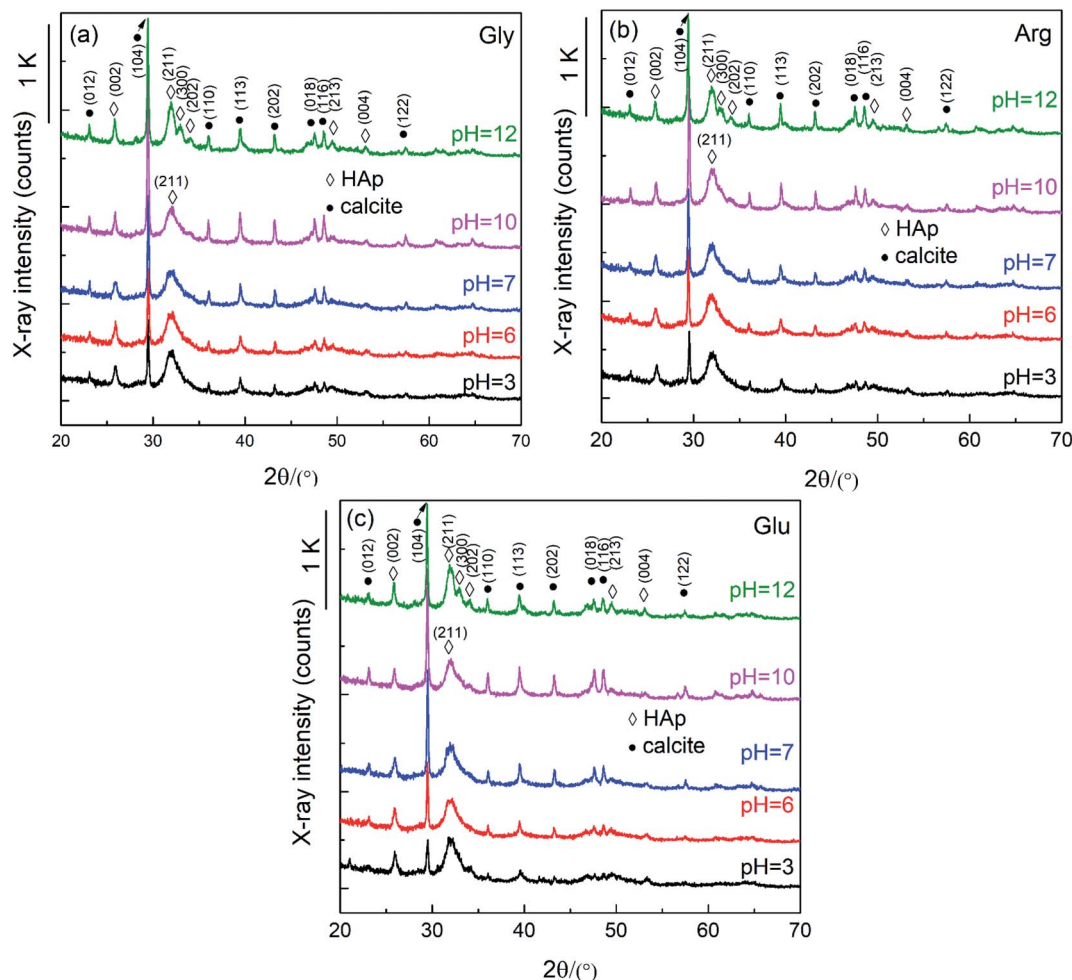 (a)
Gly
1 K
X-ray intensity (counts)
(012)
(002)
(104)
(211)
(300)
(202)
(110)
(113)
(202)
(018)
(116)
(213)
(004)
(122)
pH=12
(211)
◊ HAp
● calcite
pH=10
pH=7
pH=6
pH=3
20 30 40 50 60 70
2θ/(°)
(b)
Arg
1 K
X-ray intensity (counts)
(012)
(002)
(104)
(211)
(300)
(202)
(110)
(113)
(202)
(018)
(116)
(213)
(004)
(122)
pH=12
(211)
pH=10
◊ HAp
● calcite
pH=7
pH=6
pH=3
20 30 40 50 60 70
2θ/(°)
(c)
Glu
1 K
X-ray intensity (counts)
(012)
(002)
(104)
(211)
(300)
(202)
(110)
(113)
(202)
(018)
(116)
(213)
(004)
(122)
pH=12
(211)
pH=10
◊ HAp
● calcite
pH=7
pH=6
pH=3
20 30 40 50 60 70
2θ/(°)